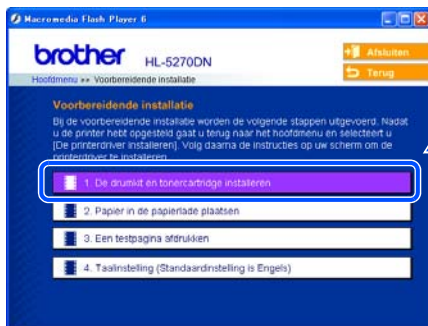 Macromedia Flash Player 6
brother
HL-5270DN
Afsluiten
Hoofdmenu »» Voorbereidende installatie
Terug
Voorbereidende installatie
Bij de voorbereidende installatie worden de volgende stappen uitgevoerd. Nadat
u de printer hebt opgesteld gaat u terug naar het hoofdmenu en selecteert u
[De printerdriver installeren]. Volg daarna de instructies op uw scherm om de
printerdriver te installeren.
1. De drumkit en tonercartridge installeren
2. Papier in de papierlade plaatsen
3. Een testpagina afdrukken
4. Taalinstelling (Standaardinstelling is Engels)